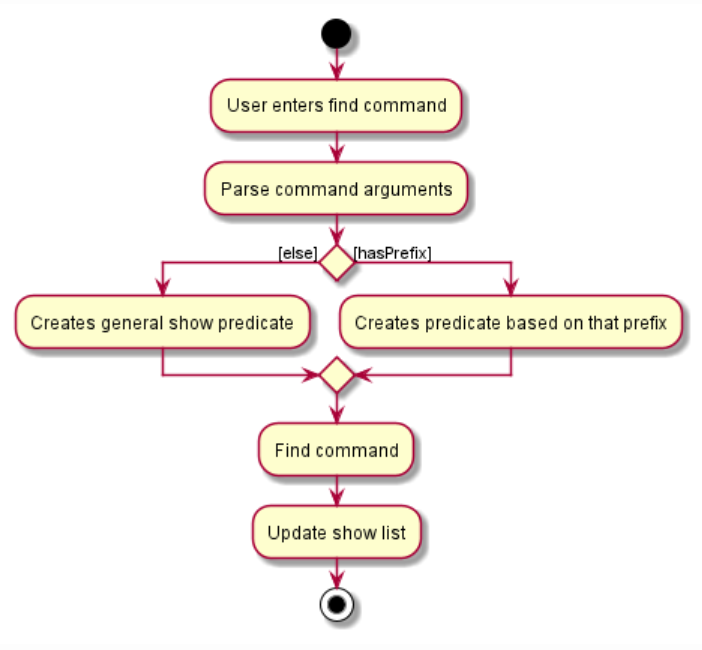 User enters find command
Parse command arguments
[else]
[hasPrefix]
Creates general show predicate
Creates predicate based on that prefix
Find command
Update show list